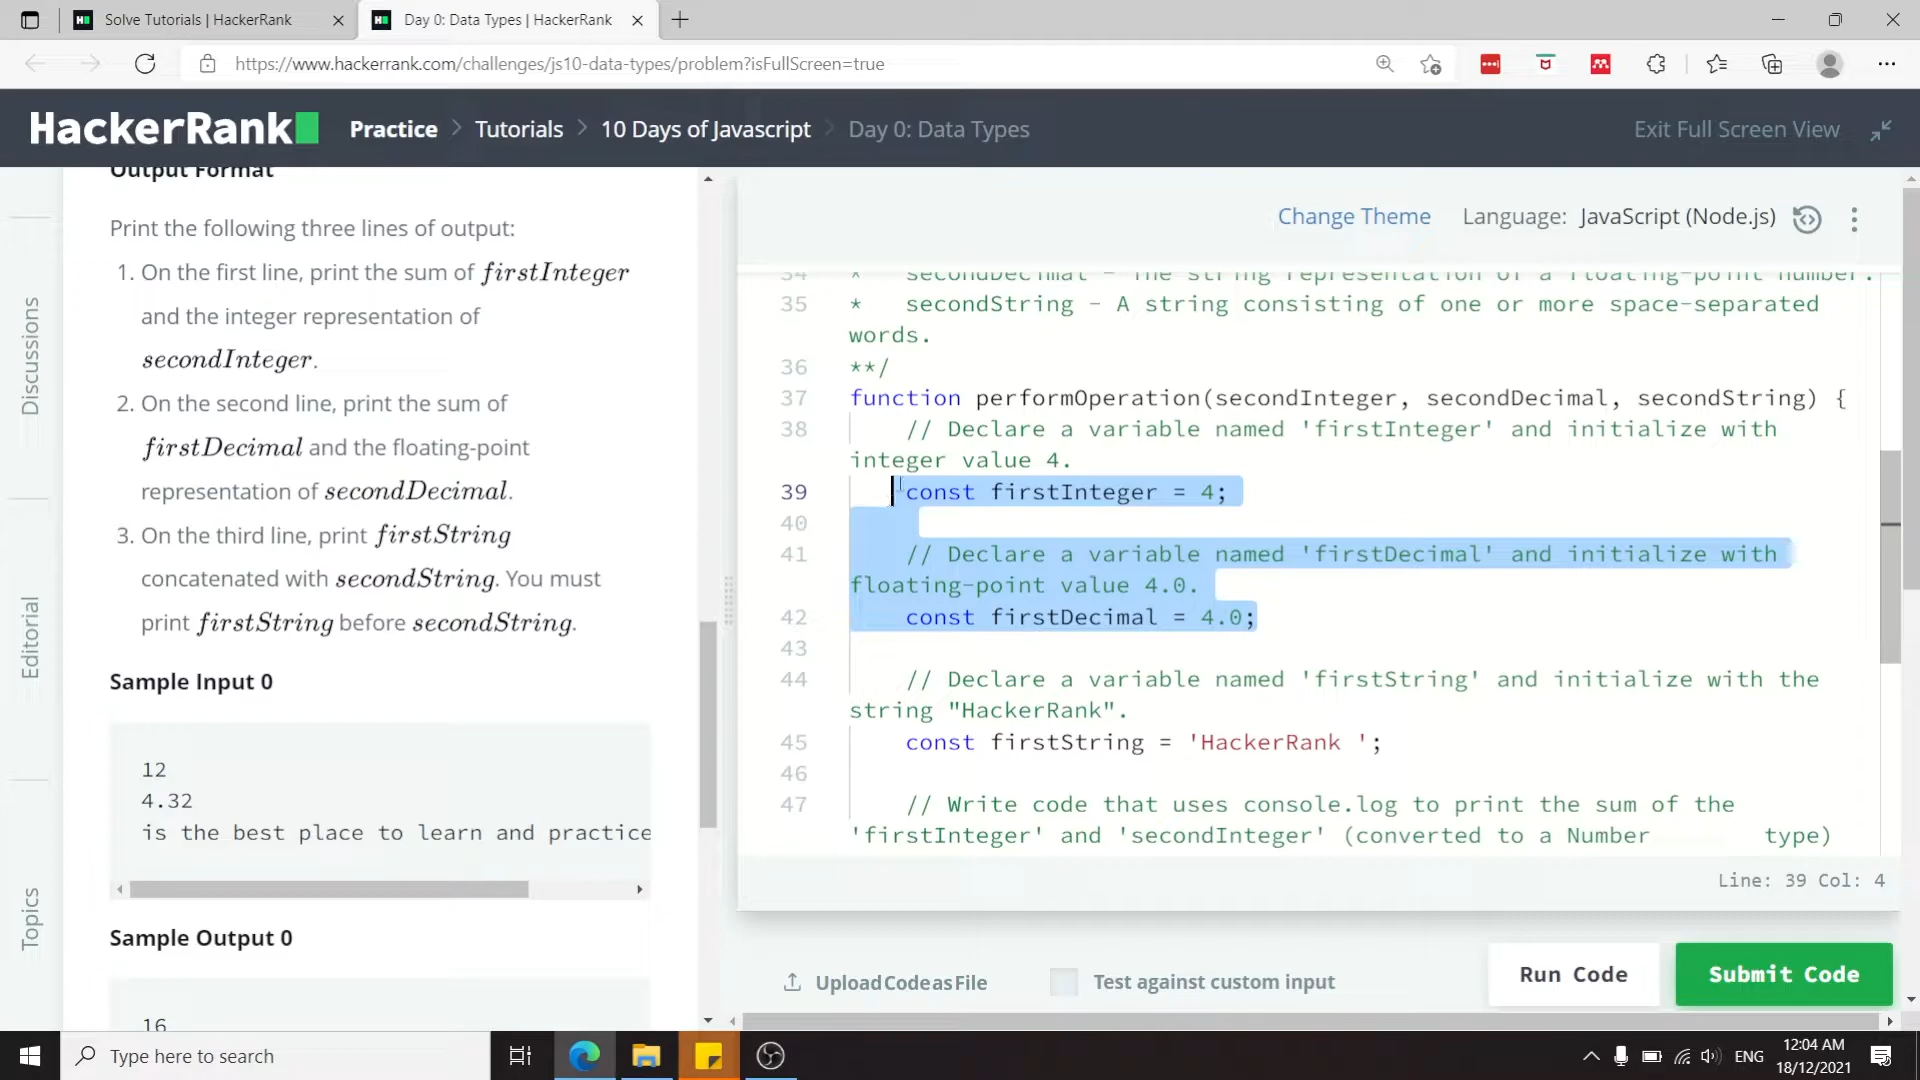 Solve Tutorials | HackerRank
Day 0: Data Types | HackerRank
https://www.hackerrank.com/challenges/js10-data-types/problem?isFullScreen=true
HackerRank
Practice > Tutorials > 10 Days of Javascript > Day 0: Data Types
Exit Full Screen View
Discussions
Editorial
Topics
Output Format
Print the following three lines of output:
1. On the first line, print the sum of firstInteger
and the integer representation of
secondInteger.
2. On the second line, print the sum of
firstDecimal and the floating-point
representation of secondDecimal.
3. On the third line, print firstString
concatenated with secondString. You must
print firstString before secondString.
Sample Input 0
12
4.32
is the best place to learn and practice
Sample Output 0
16
Change Theme Language: JavaScript (Node.js)
34 * secondDecimal - The string representation of a floating-point number.
35 * secondString - A string consisting of one or more space-separated
words.
36 **/
37 function performOperation(secondInteger, secondDecimal, secondString) {
38 // Declare a variable named 'firstInteger' and initialize with
integer value 4.
39 const firstInteger = 4;
40
41 // Declare a variable named 'firstDecimal' and initialize with
floating-point value 4.0.
42 const firstDecimal = 4.0;
43
44 // Declare a variable named 'firstString' and initialize with the
string "HackerRank".
45 const firstString = 'HackerRank ';
46
47 // Write code that uses console.log to print the sum of the
'firstInteger' and 'secondInteger' (converted to a Number type)
Line: 39 Col: 4
Upload Code as File
Test against custom input
Run Code
Submit Code
Type here to search
ENG
12:04 AM
18/12/2021